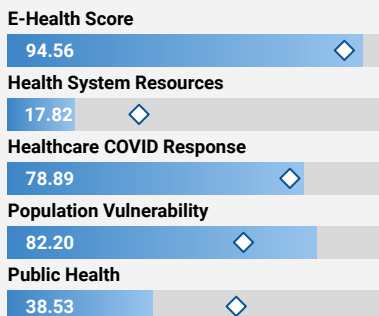 E-Health Score
94.56
Health System Resources
17.82
Healthcare COVID Response
78.89
Population Vulnerability
82.20
Public Health
38.53